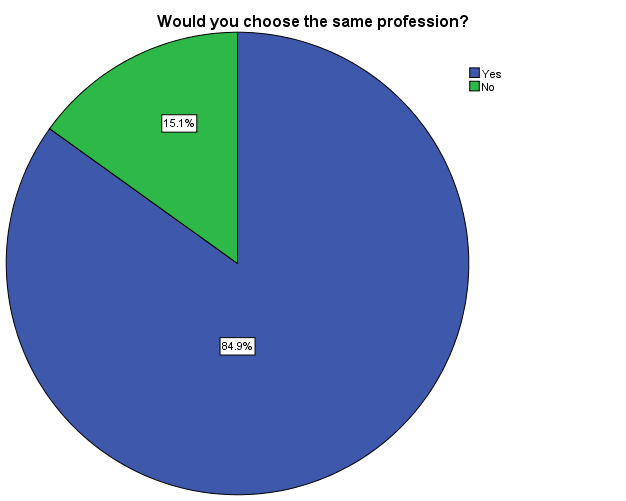 Would you choose the same profession?
Yes
No
15.1%
84.9%